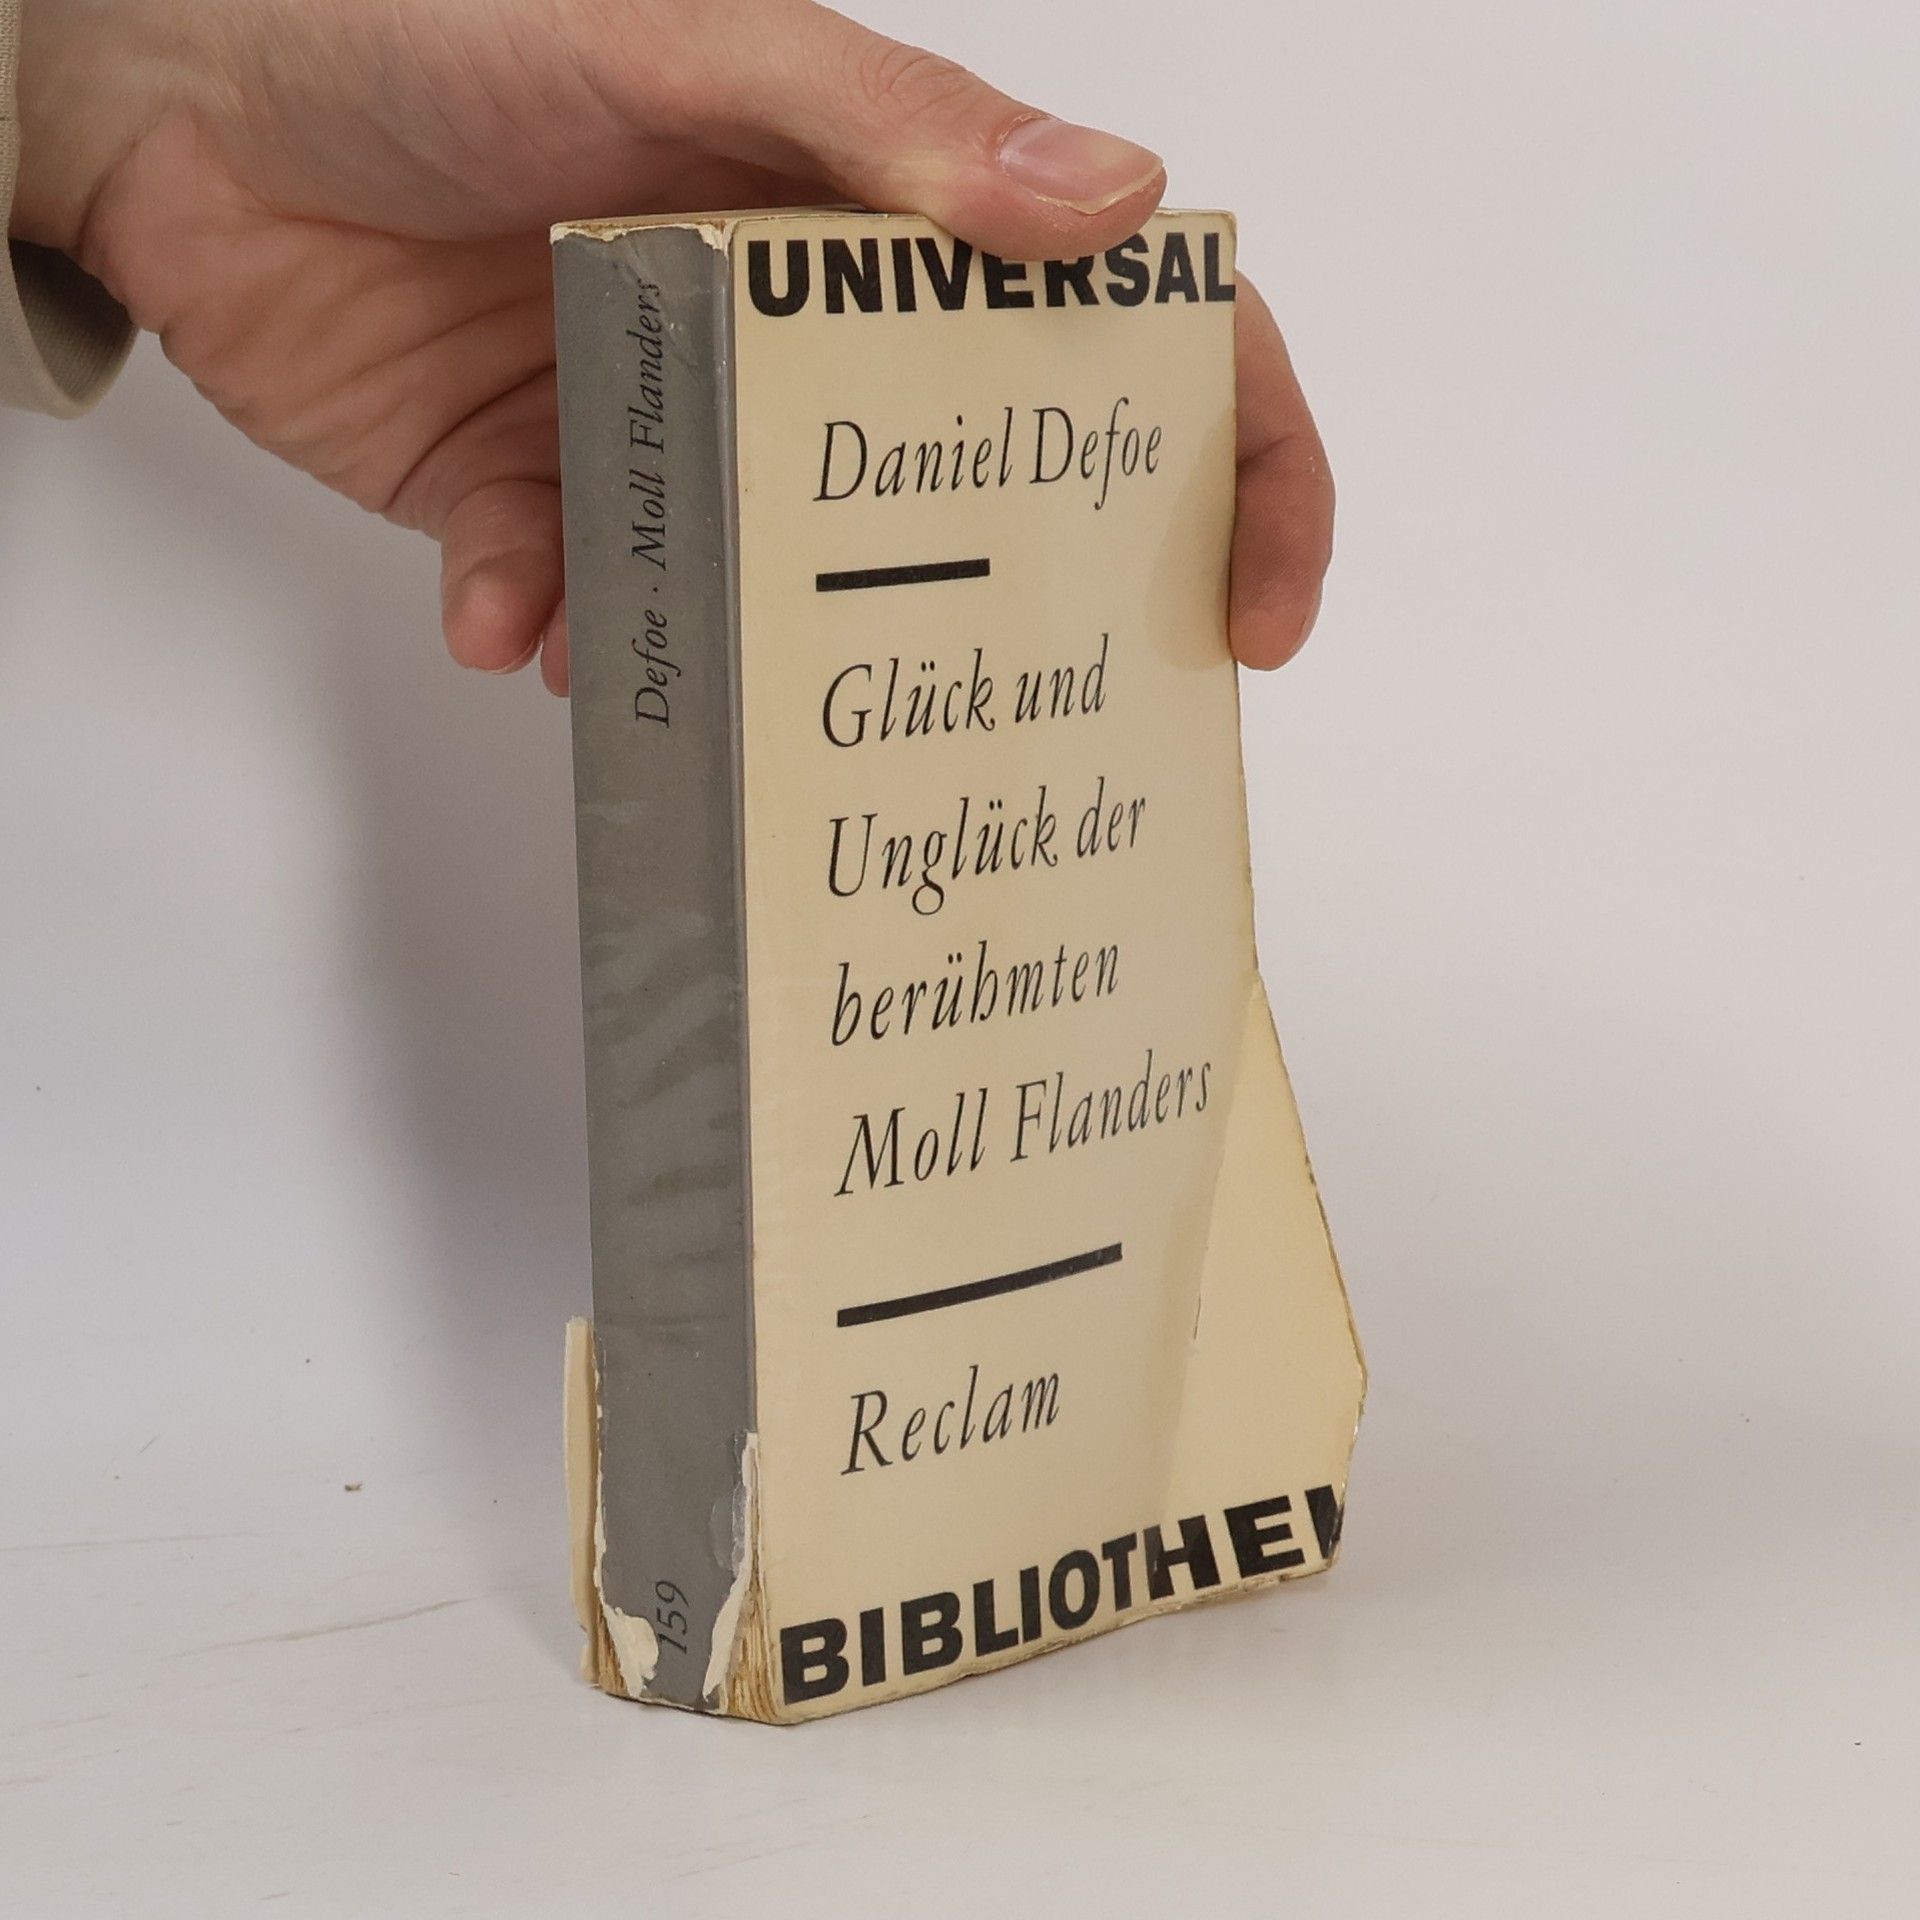 UNIVERSAL
Daniel Defoe
Glück und
Unglück der
berühmten
Moll Flanders
Reclam
BIBLIOTHEK
Defoe · Moll Flanders
159